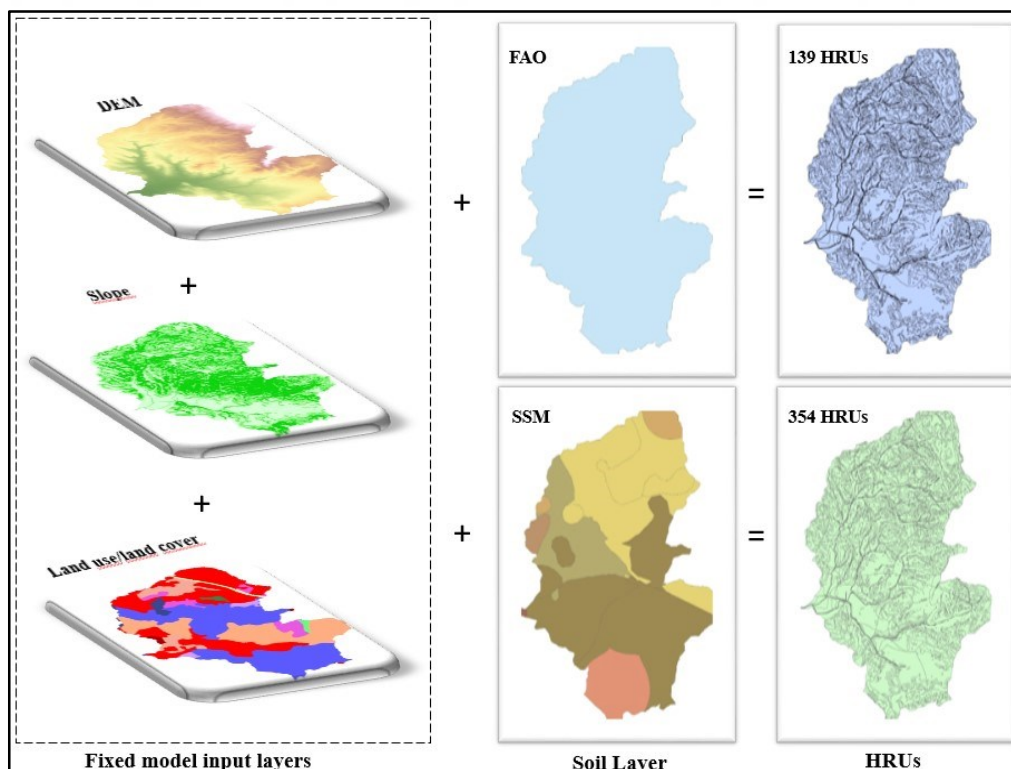 DEM
+
Slope
+
Land use/land cover
Fixed model input layers
+
FAO
=
139 HRUs
+
SSM
=
354 HRUs
Soil Layer
HRUs